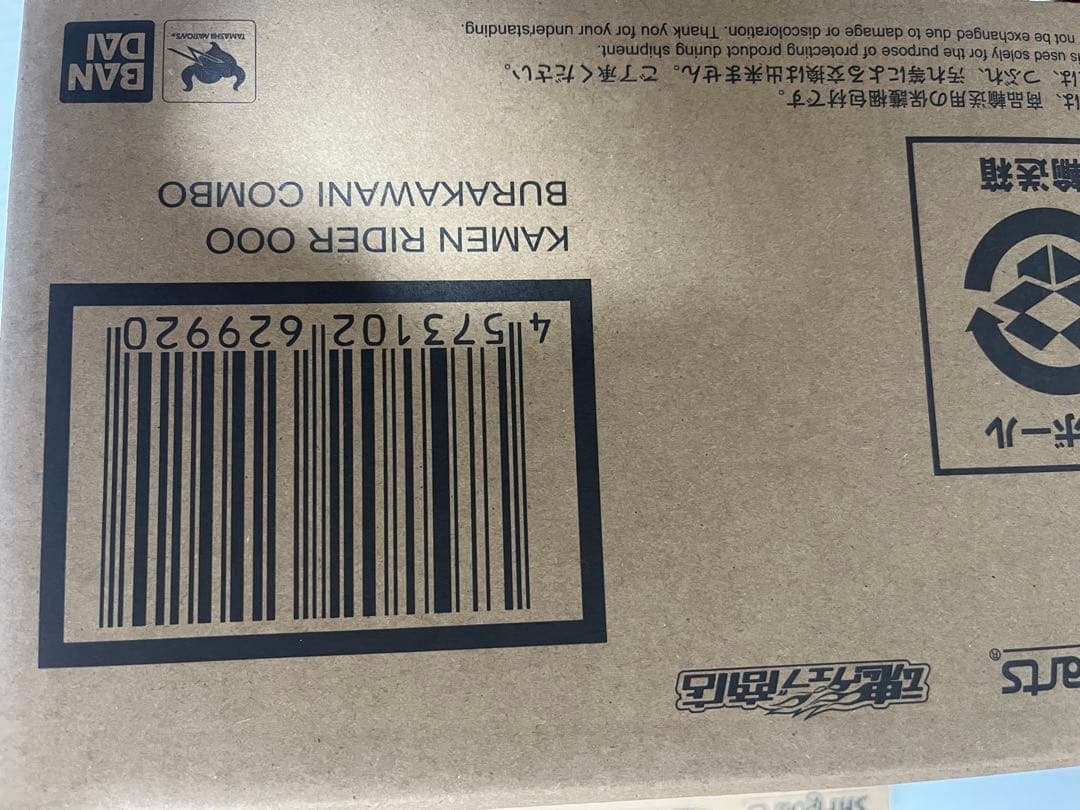 arts®
魂ウェブ商店
ボール
輸送箱
4 573102 629920
KAMEN RIDER OOO
BURAKAWANI COMBO
は、商品輸送用の保護梱包材です。
は、つぶれ、汚れ等による交換は出来ません。ご了承ください。
is used solely for the purpose of protecting product during shipment.
not be exchanged due to damage or discoloration. Thank you for your understanding.
TAMASHII NATIONS®
BAN
DAI